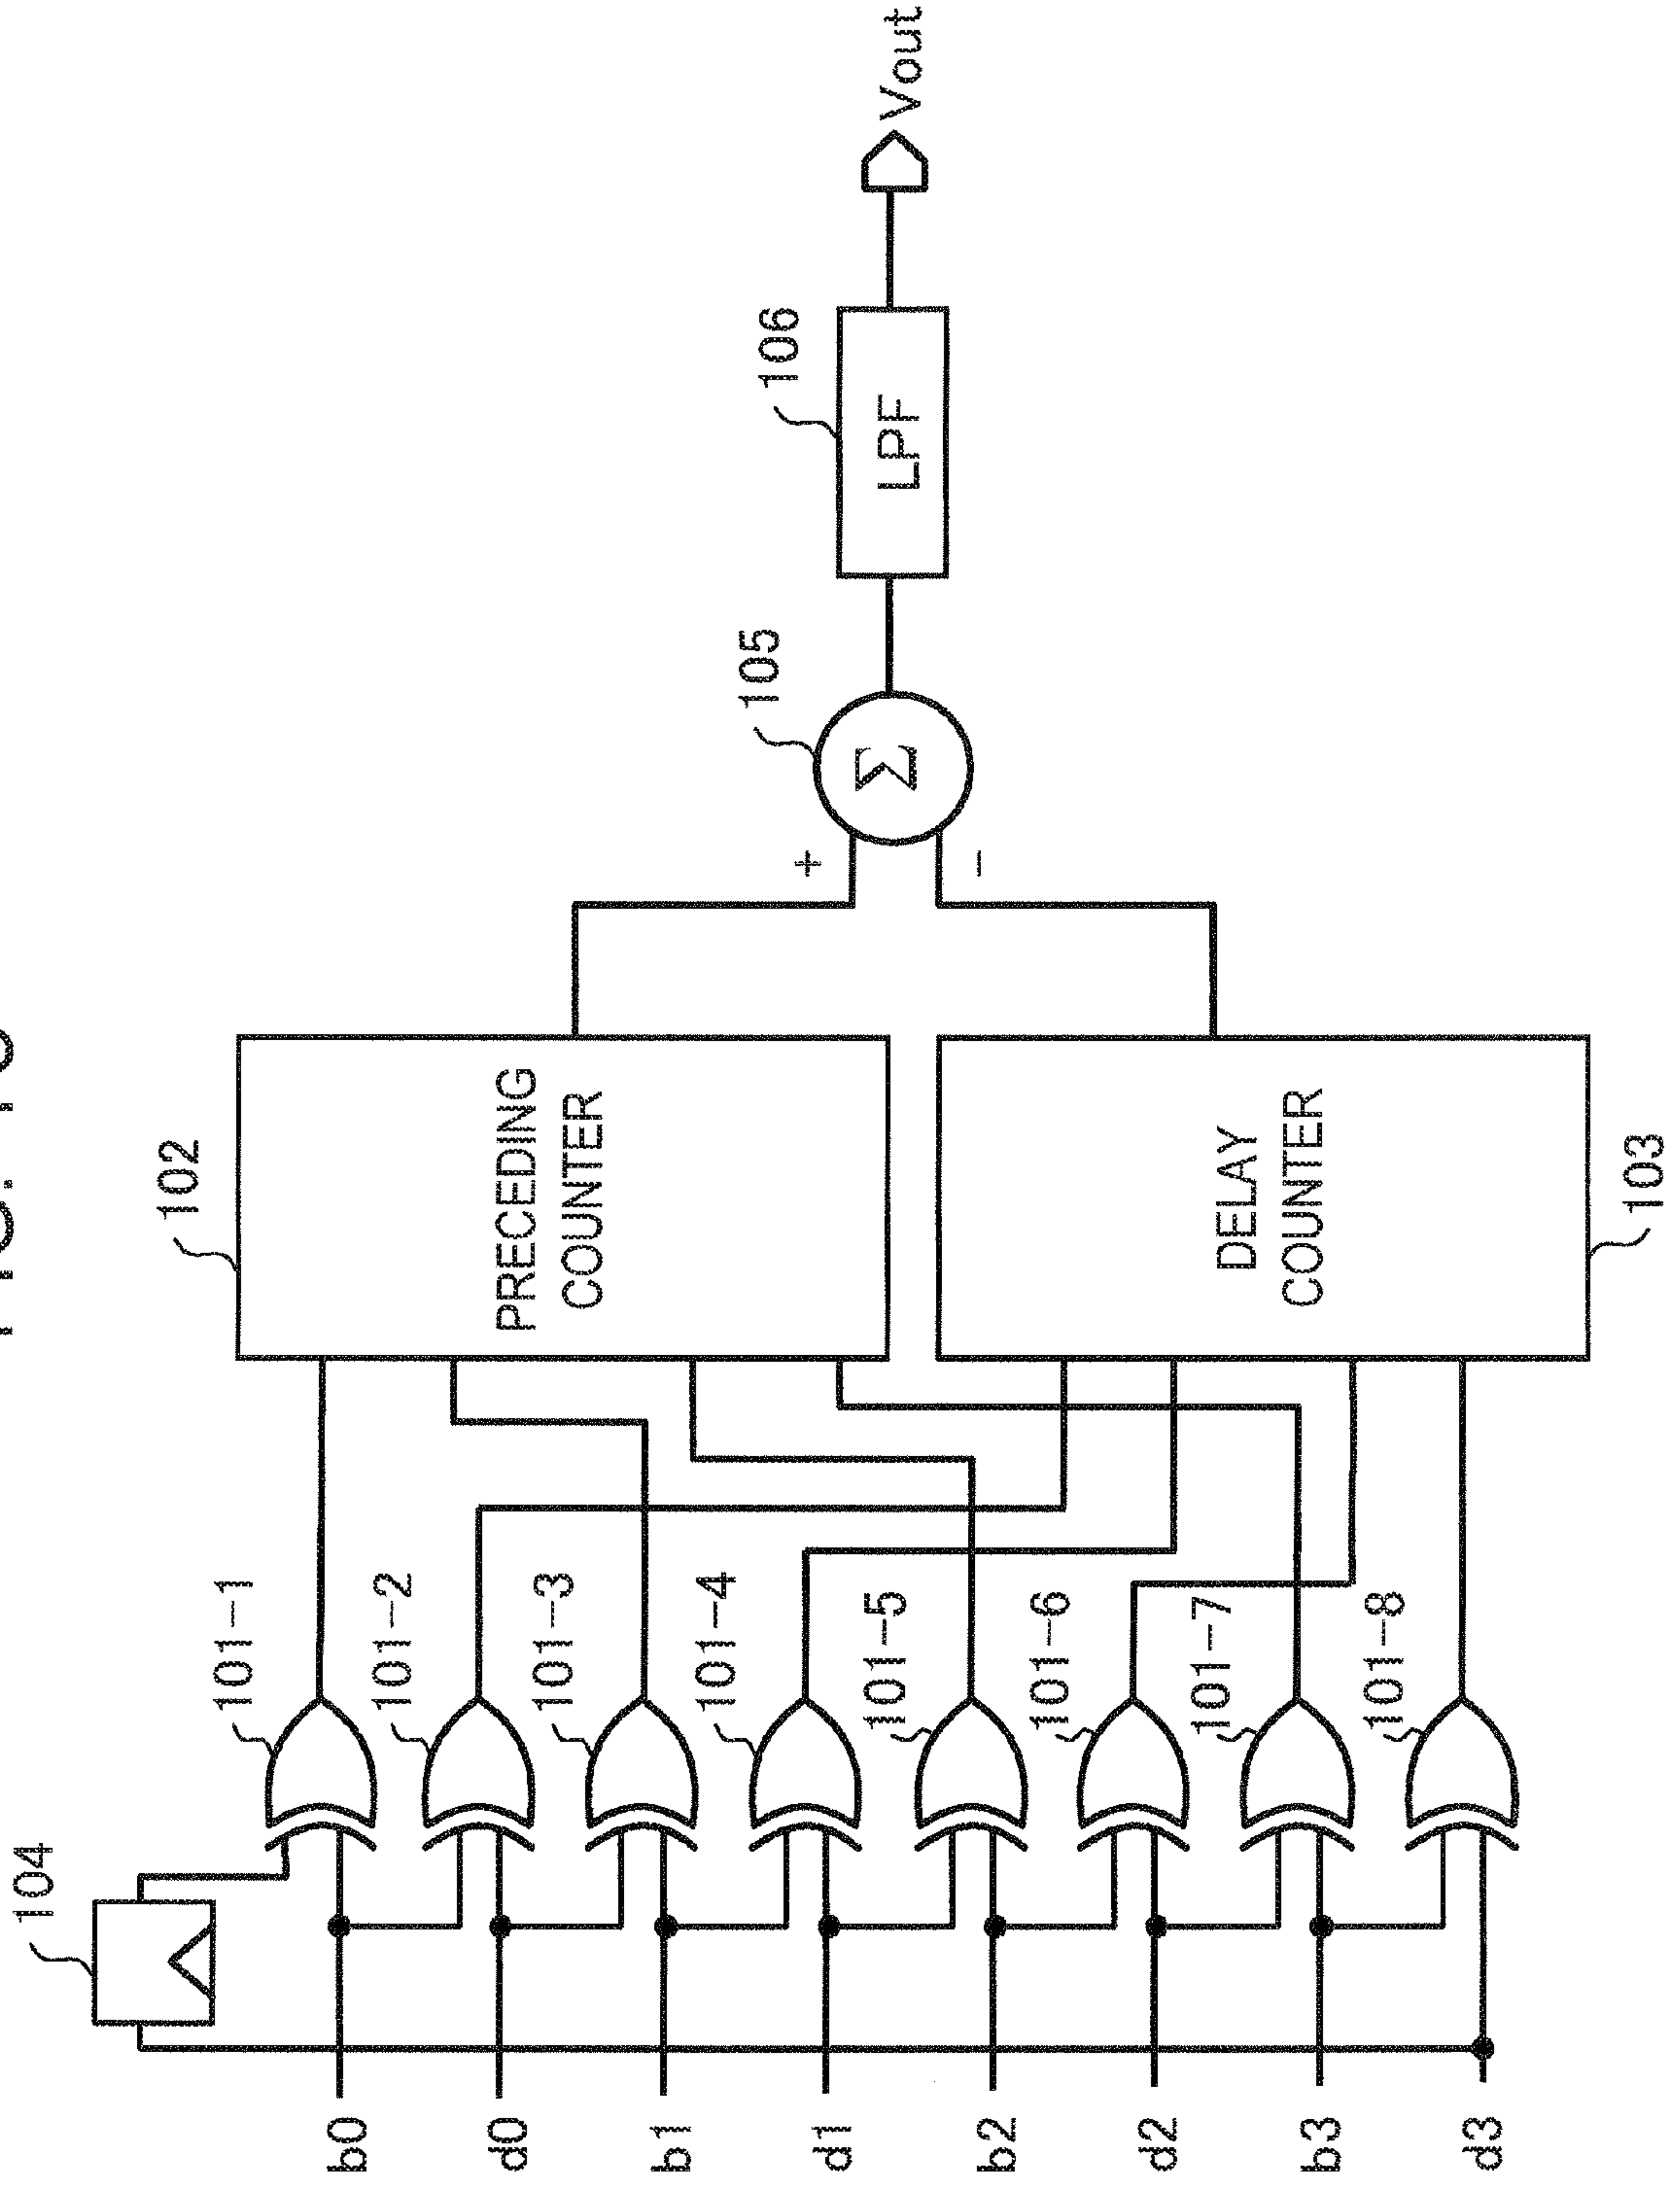 104
101-1
101-2
101-3
101-4
101-5
101-6
101-7
101-8
b0
d0
b1
d1
b2
d2
b3
d3
102
PRECEDING
COUNTER
DELAY
COUNTER
103
+
−
Σ
105
LPF
106
Vout